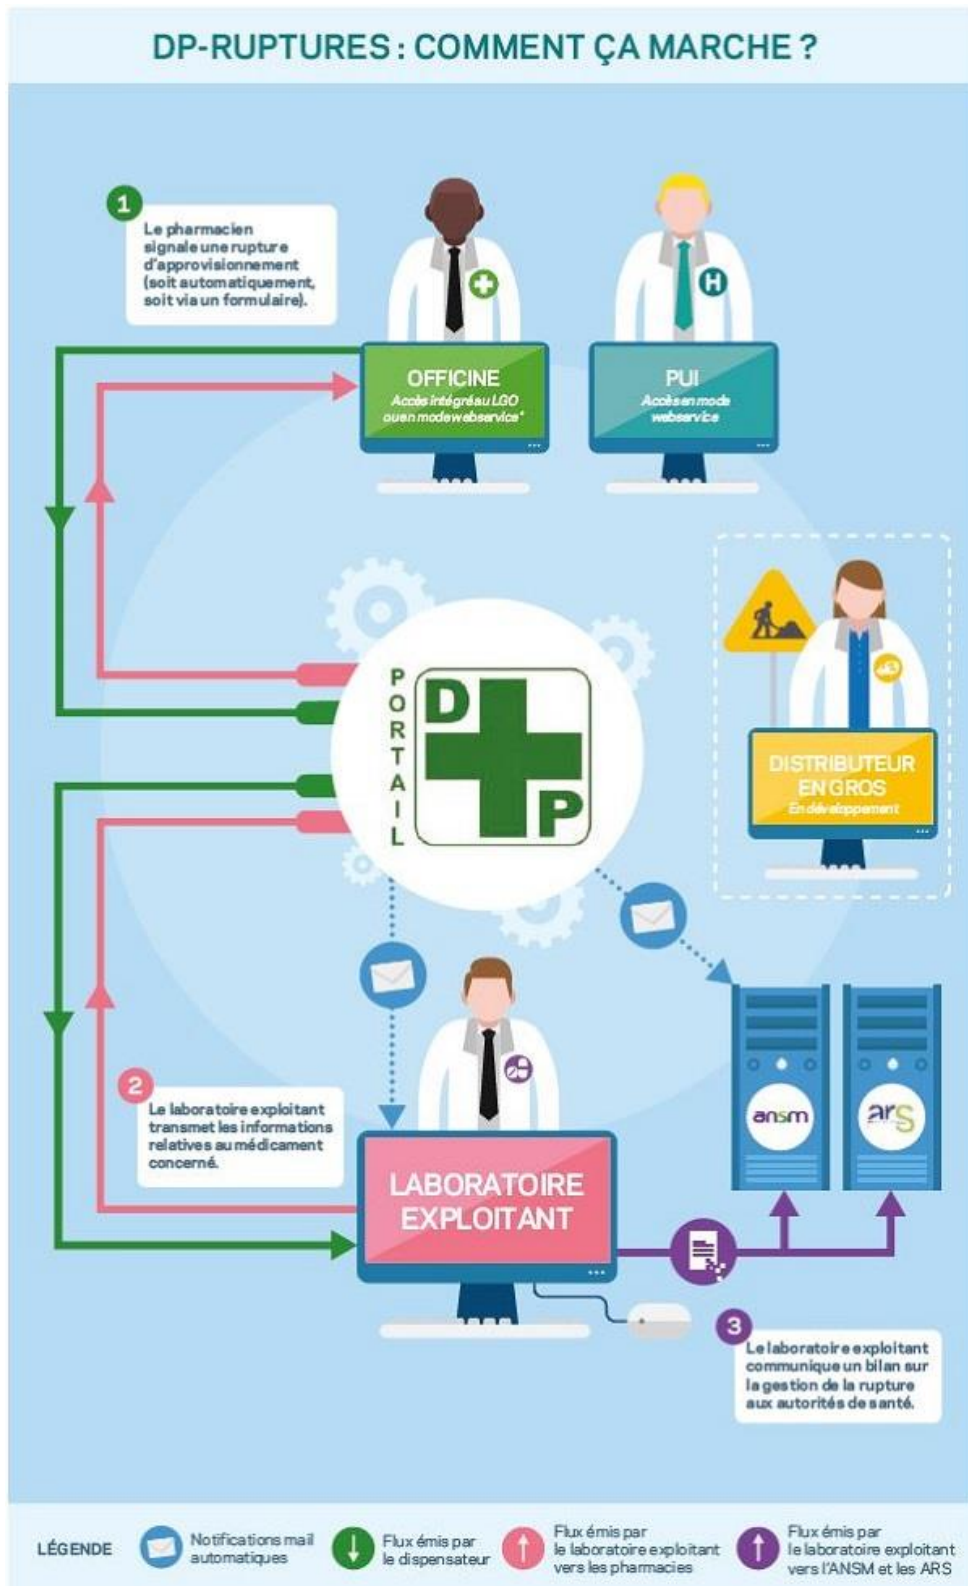 DP-RUPTURES : COMMENT ÇA MARCHE ?
1
Le pharmacien
signale une rupture
d'approvisionnement
(soit automatiquement,
soit via un formulaire).
H
OFFICINE
Accès intégré au LGO
ou en mode webservice*
PUI
Accès en mode
webservice
PORTAIL
D
P
DISTRIBUTEUR
EN GROS
En développement
2
Le laboratoire exploitant
transmet les informations
relatives au médicament
concerné.
LABORATOIRE
EXPLOITANT
ansm
ars
3
Le laboratoire exploitant
communique un bilan sur
la gestion de la rupture
aux autorités de santé.
LÉGENDE
Notifications mail
automatiques
Flux émis par
le dispensateur
Flux émis par
le laboratoire exploitant
vers les pharmacies
Flux émis par
le laboratoire exploitant
vers l'ANSM et les ARS